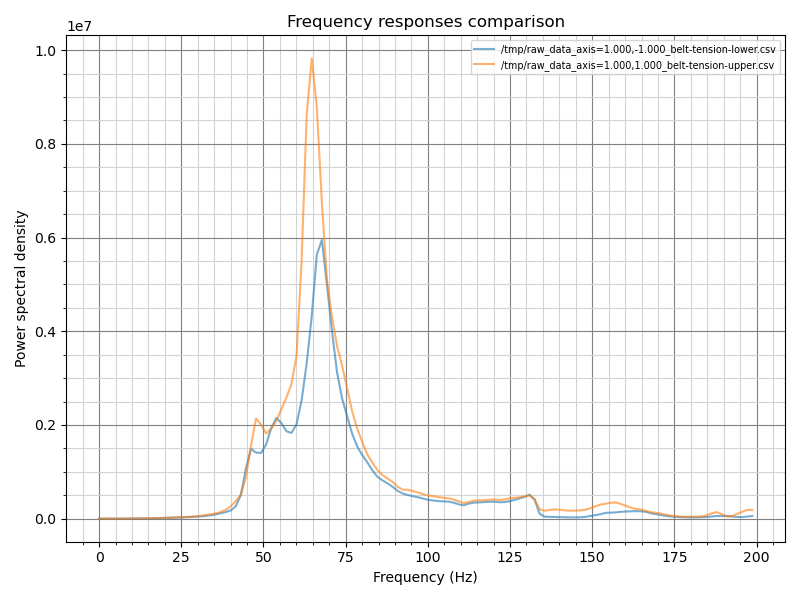 Frequency responses comparison
1e7
/tmp/raw_data_axis=1.000,-1.000_belt-tension-lower.csv
/tmp/raw_data_axis=1.000,1.000_belt-tension-upper.csv
1.0
0.8
0.6
0.4
0.2
0.0
Power spectral density
0 25 50 75 100 125 150 175 200
Frequency (Hz)